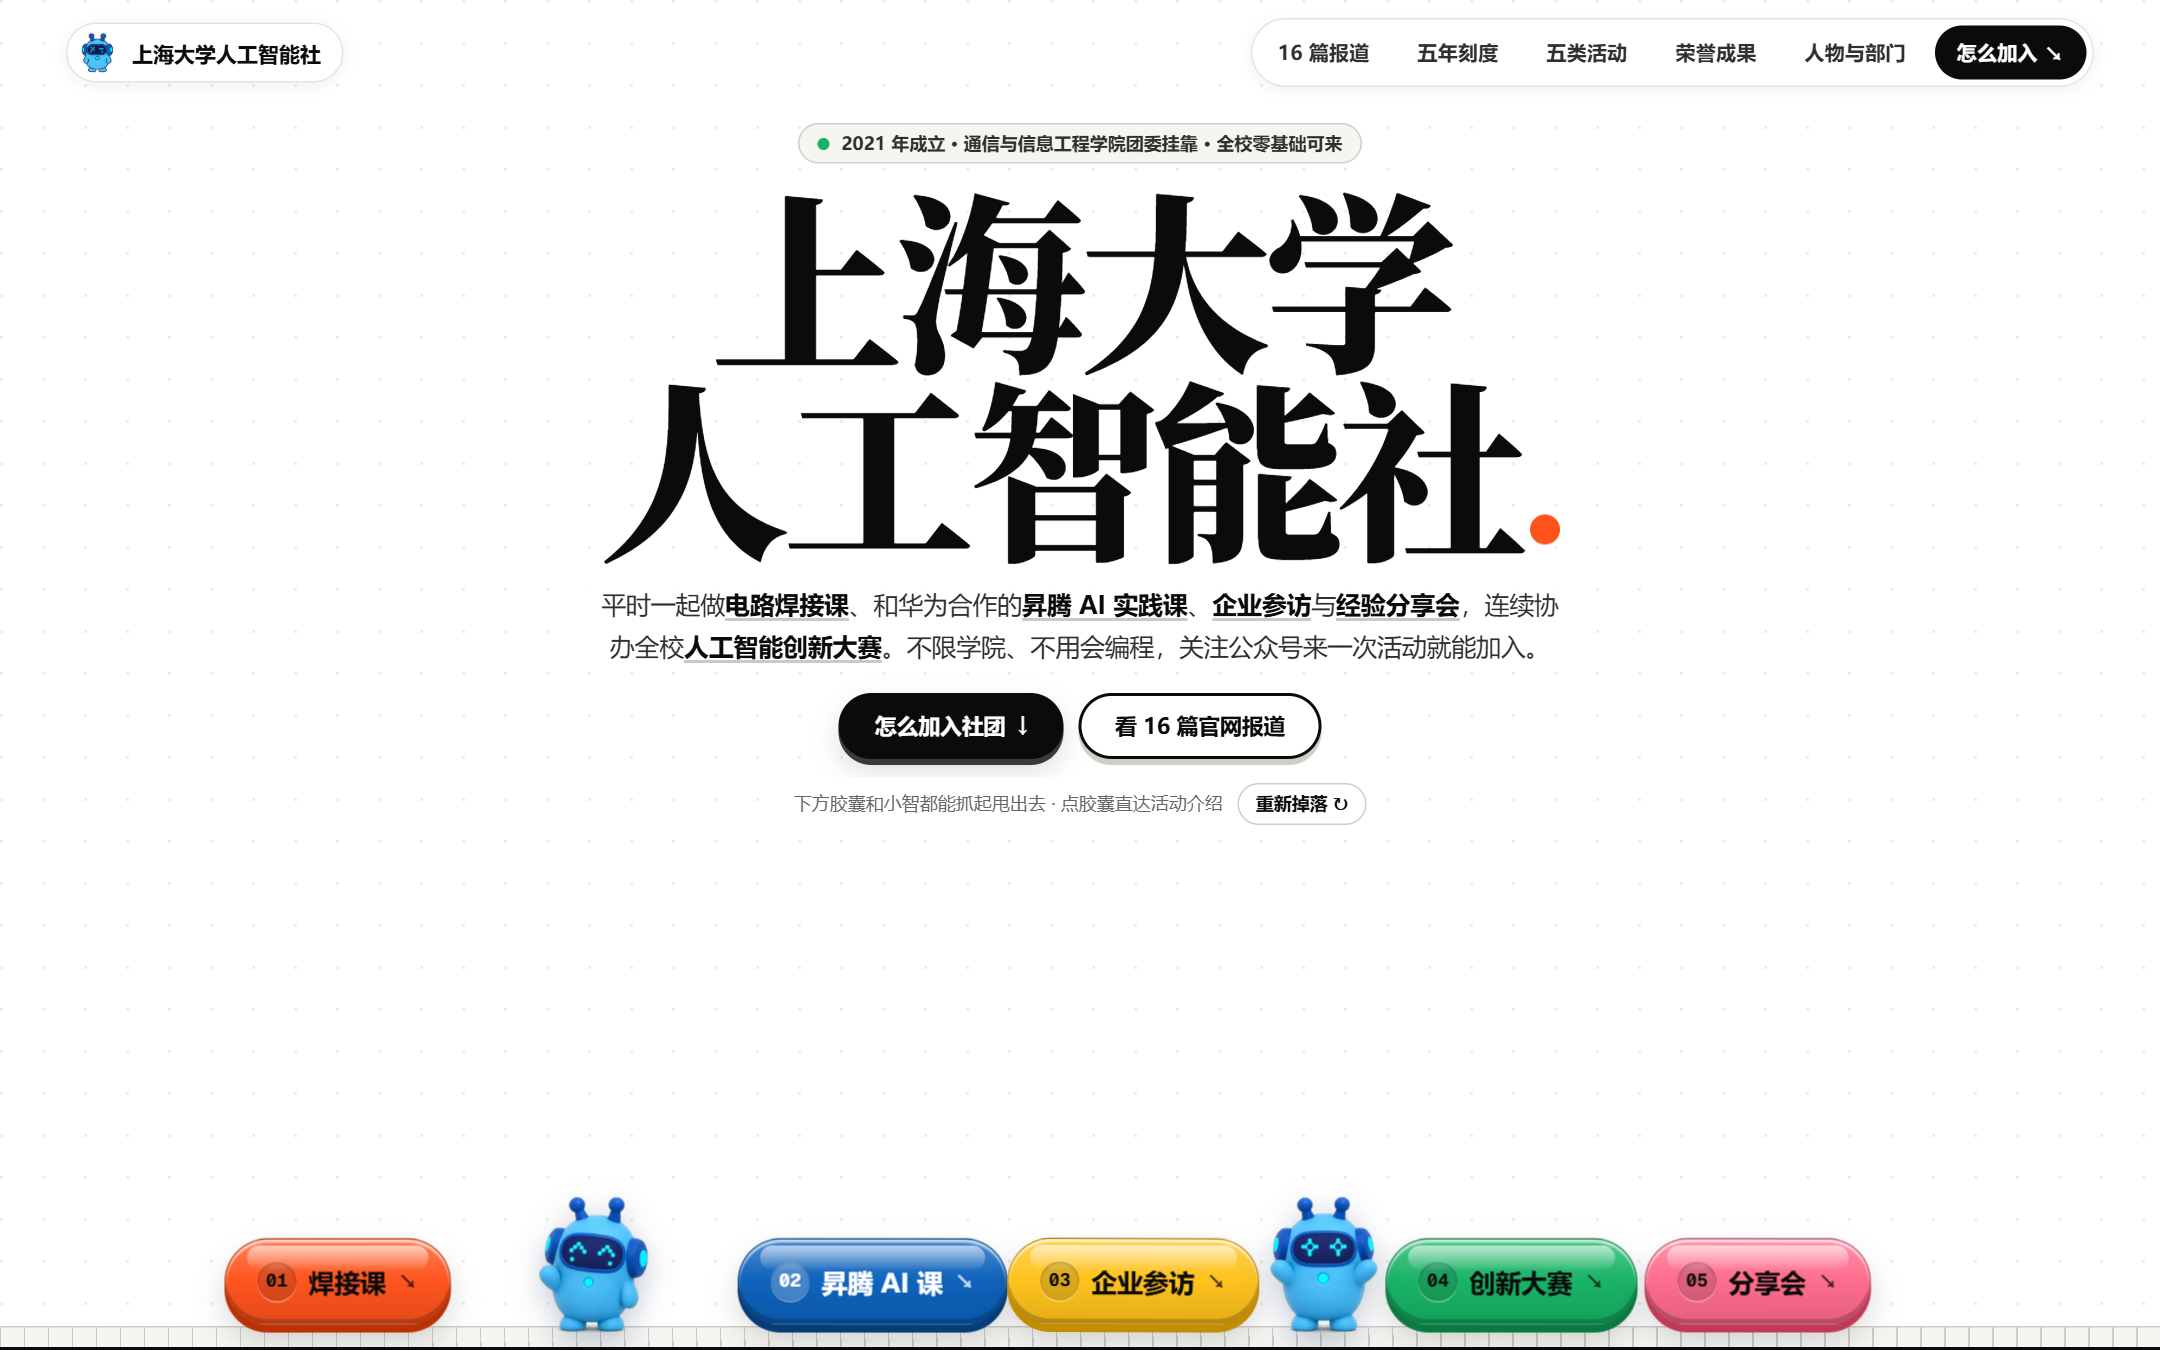 上海大学人工智能社
16 篇报道 五年刻度 五类活动 荣誉成果 人物与部门 怎么加入 ↘
2021 年成立 · 通信与信息工程学院团委挂靠 · 全校零基础可来
上海大学
人工智能社.
平时一起做电路焊接课、和华为合作的昇腾 AI 实践课、企业参访与经验分享会，连续协
办全校人工智能创新大赛。不限学院、不用会编程，关注公众号来一次活动就能加入。
怎么加入社团 ↓ 看 16 篇官网报道
下方胶囊和小智都能抓起甩出去 · 点胶囊直达活动介绍 重新掉落 ↻
01 焊接课 ↘ 02 昇腾 AI 课 ↘ 03 企业参访 ↘ 04 创新大赛 ↘ 05 分享会 ↘